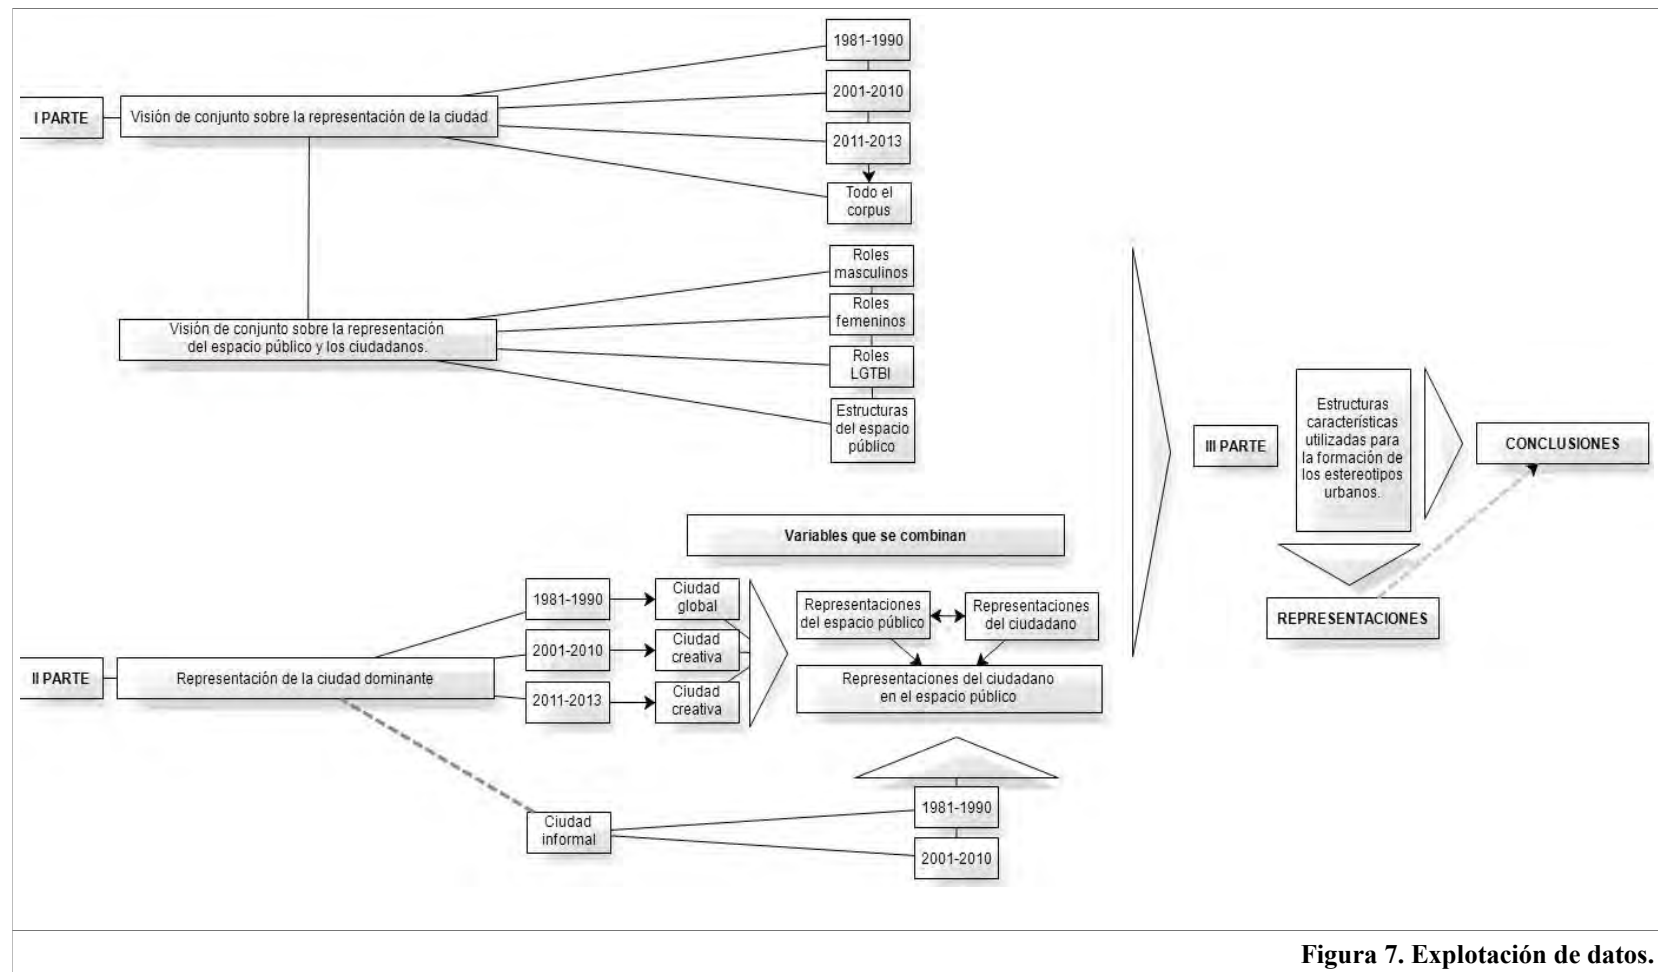 1981-1990
2001-2010
I PARTE
Visión de conjunto sobre la representación de la ciudad
2011-2013
Todo el
corpus
Roles
masculinos
Roles
femeninos
Visión de conjunto sobre la representación
del espacio público y los ciudadanos.
Roles
LGTBI
Estructuras
del espacio
público
III PARTE
Estructuras
características
utilizadas para
la formación de
los estereotipos
urbanos.
CONCLUSIONES
REPRESENTACIONES
Variables que se combinan
1981-1990
Ciudad
global
Representaciones
del espacio público
Representaciones
del ciudadano
2001-2010
Ciudad
creativa
II PARTE
Representación de la ciudad dominante
2011-2013
Ciudad
creativa
Representaciones del ciudadano
en el espacio público
1981-1990
Ciudad
informal
2001-2010
Figura 7. Explotación de datos.